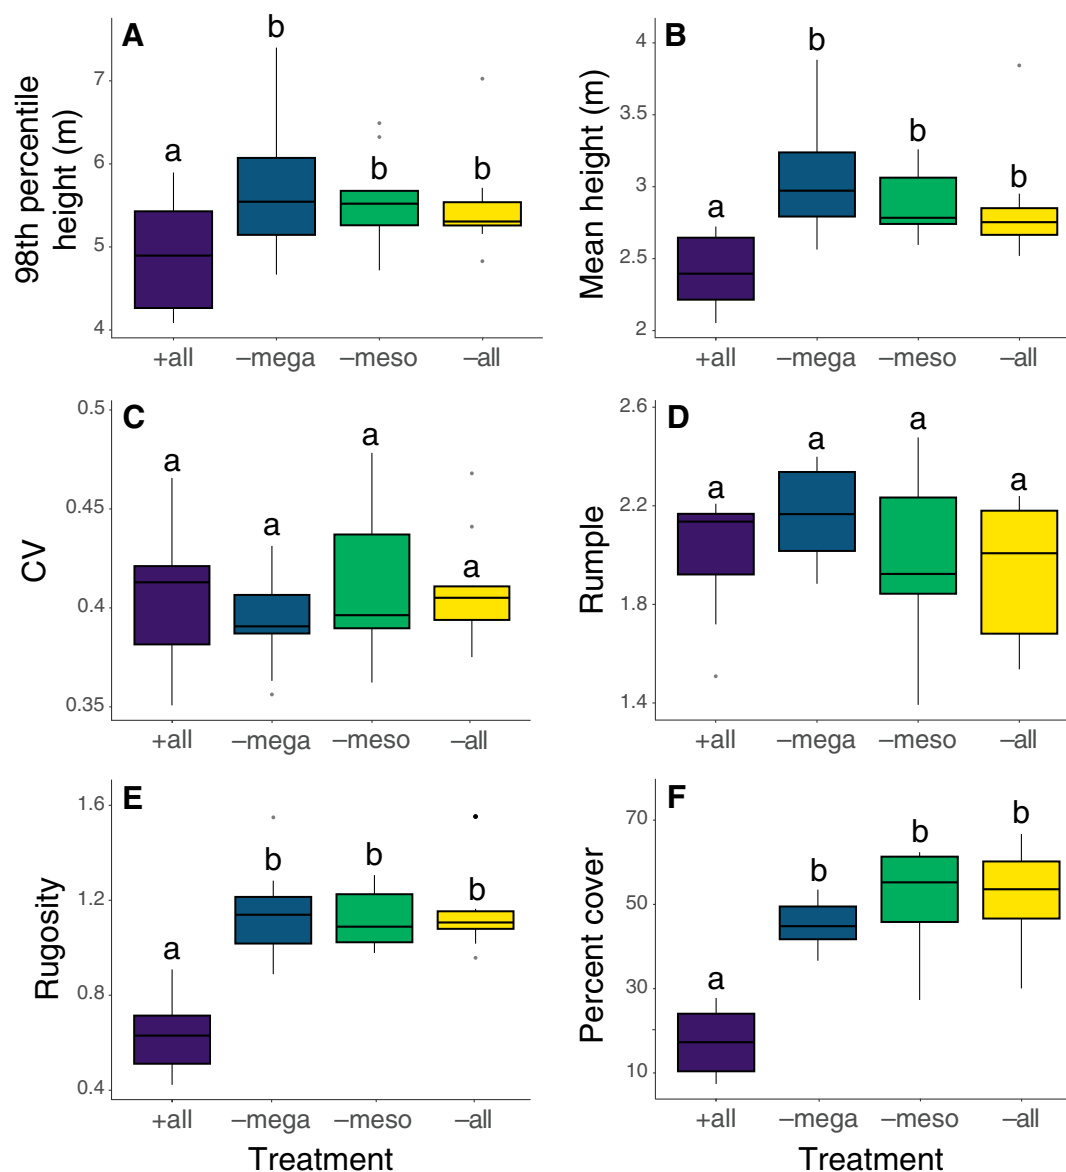 A
b
7
98th percentile
height (m)
a
6
b
b
5
4
+all
–mega
–meso
–all
B
4
b
3.5
Mean height (m)
b
b
3
a
2.5
2
+all
–mega
–meso
–all
C
0.5
a
a
0.45
a
CV
a
0.4
0.35
+all
–mega
–meso
–all
D
2.6
a
a
a
a
2.2
Rumple
1.8
1.4
+all
–mega
–meso
–all
E
1.6
b
b
b
1.2
Rugosity
a
0.8
0.4
+all
–mega
–meso
–all
Treatment
F
70
b
b
b
50
Percent cover
a
30
10
+all
–mega
–meso
–all
Treatment